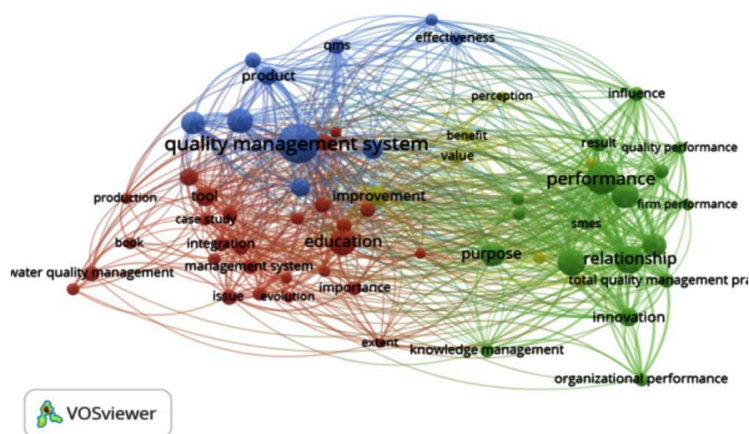 effectiveness
qms
product
perception
influence
benefit
result
quality performance
quality management system
value
performance
production
tool
improvement
firm performance
case study
smes
book
integration
education
purpose
relationship
water quality management
management system
total quality management pra
issue
evolution
importance
innovation
extent
knowledge management
organizational performance
VOSviewer